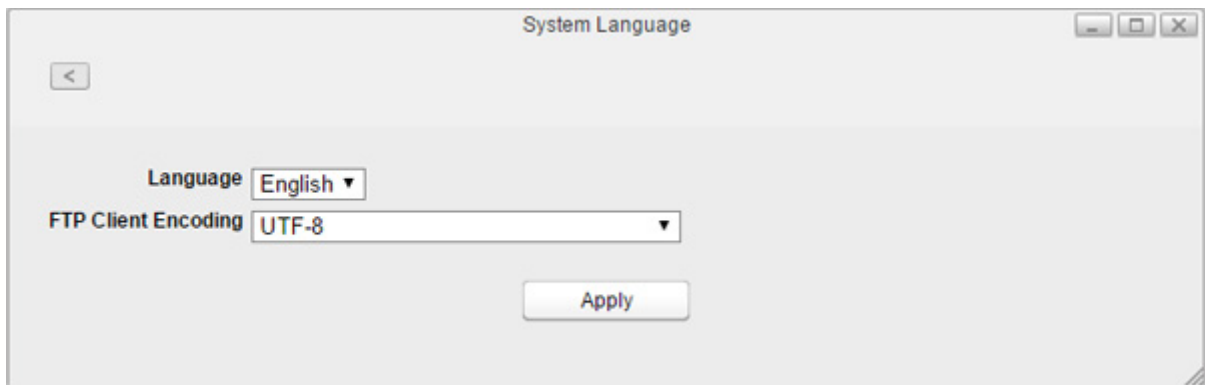 System Language
<
Language English
FTP Client Encoding UTF-8
Apply